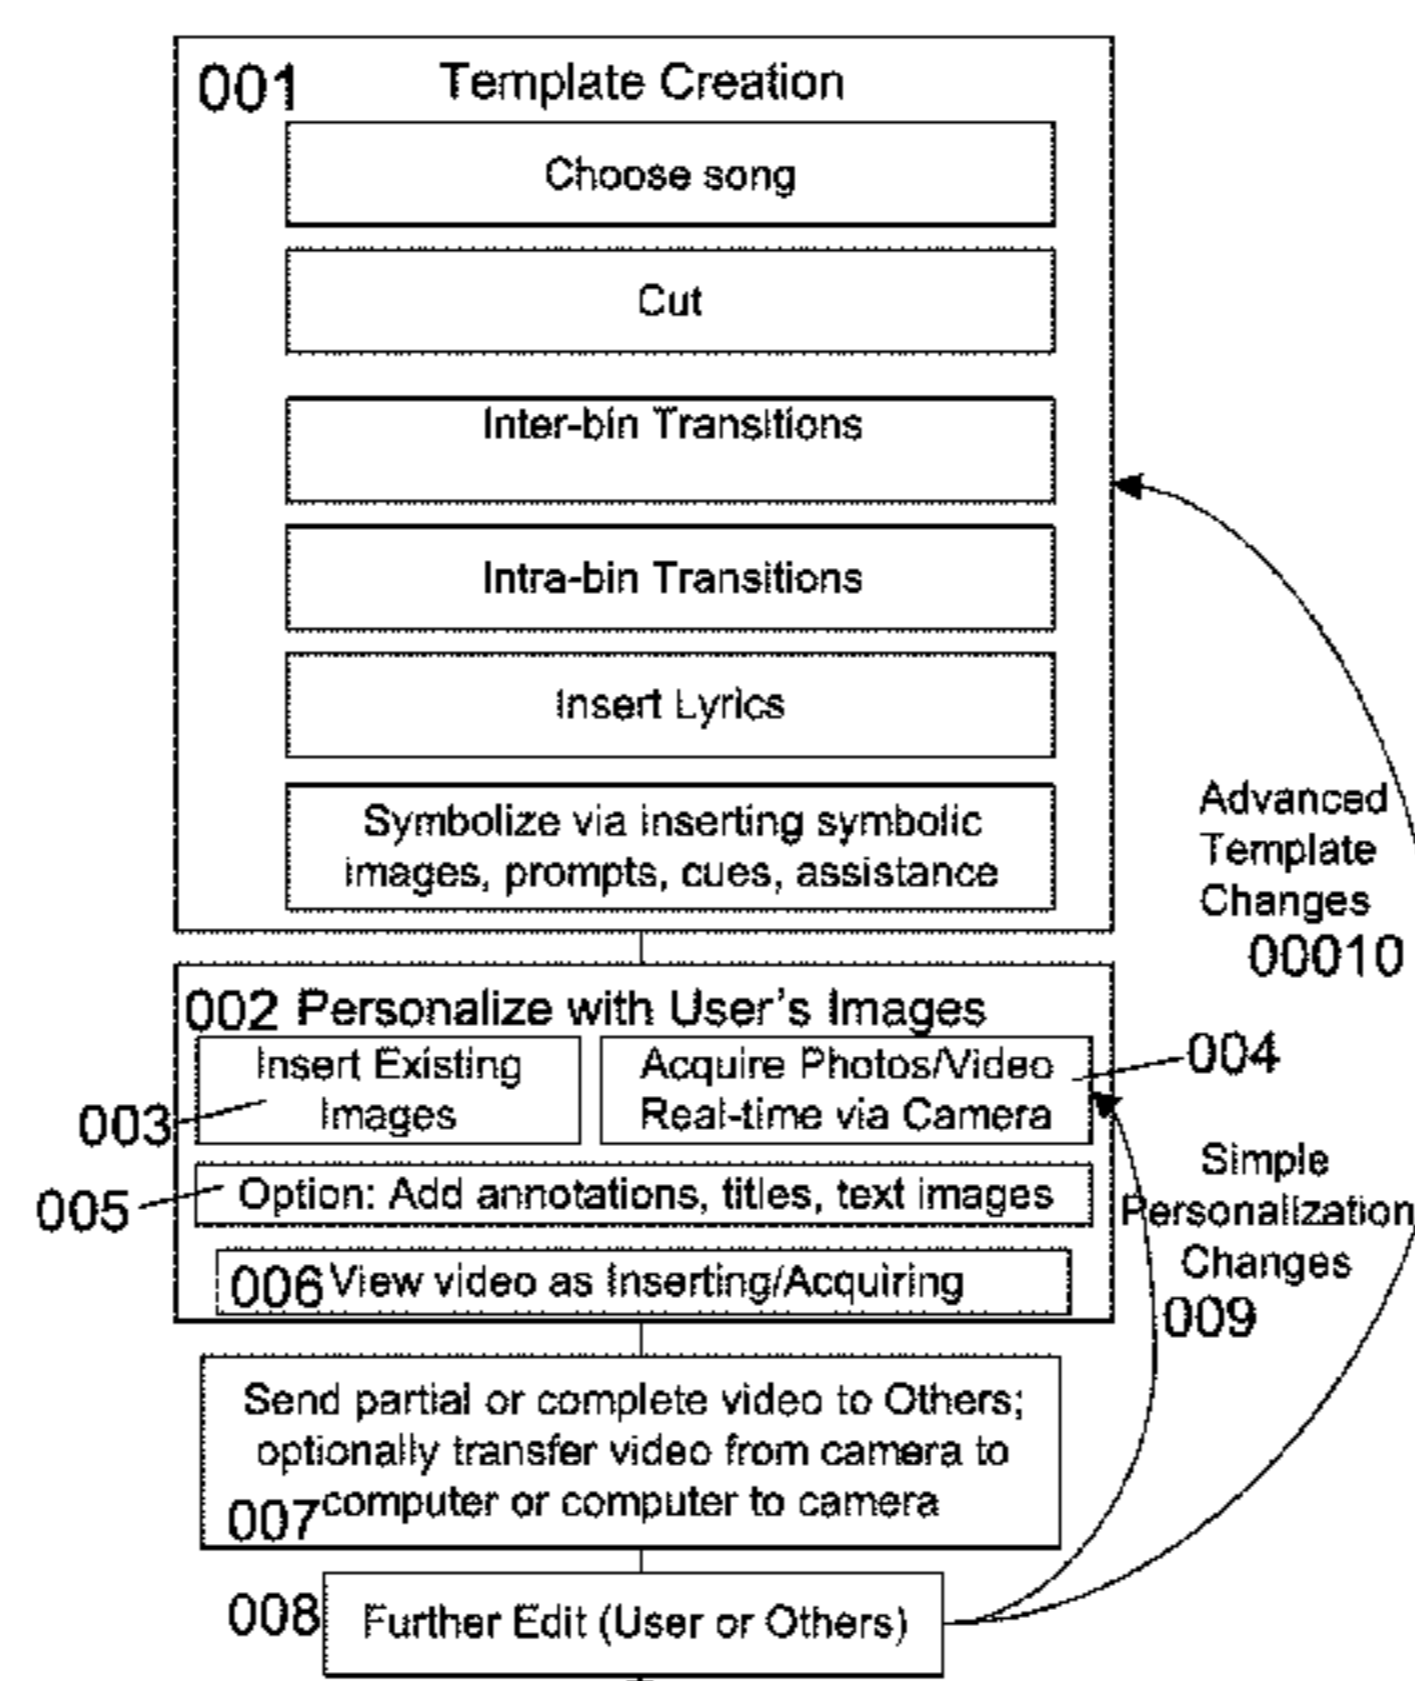 001 Template Creation
Choose song
Cut
Inter-bin Transitions
Intra-bin Transitions
Insert Lyrics
Symbolize via inserting symbolic
images, prompts, cues, assistance
Advanced
Template
Changes
00010
002 Personalize with User's Images
Insert Existing
Images
003
Acquire Photos/Video
Real-time via Camera
004
005
Option: Add annotations, titles, text images
006 View video as Inserting/Acquiring
Simple
Personalization
Changes
009
Send partial or complete video to Others;
optionally transfer video from camera to
007 computer or computer to camera
008
Further Edit (User or Others)